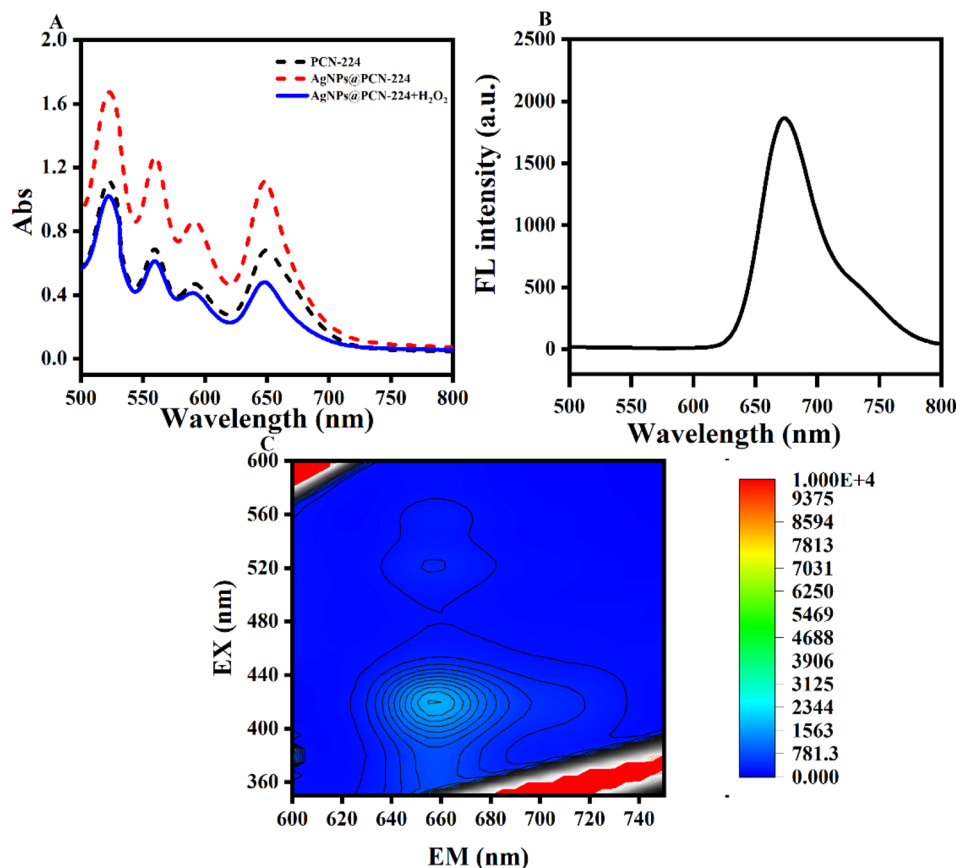 A
PCN-224
AgNPs@PCN-224
AgNPs@PCN-224+H₂O₂
Abs
1.6
1.2
0.8
0.4
0.0
500 550 600 650 700 750 800
Wavelength (nm)
B
FL intensity (a.u.)
2500
2000
1500
1000
500
0
500 550 600 650 700 750 800
Wavelength (nm)
C
EX (nm)
600
560
520
480
440
400
360
600 620 640 660 680 700 720 740
EM (nm)
1.000E+4
9375
8594
7813
7031
6250
5469
4688
3906
3125
2344
1563
781.3
0.000